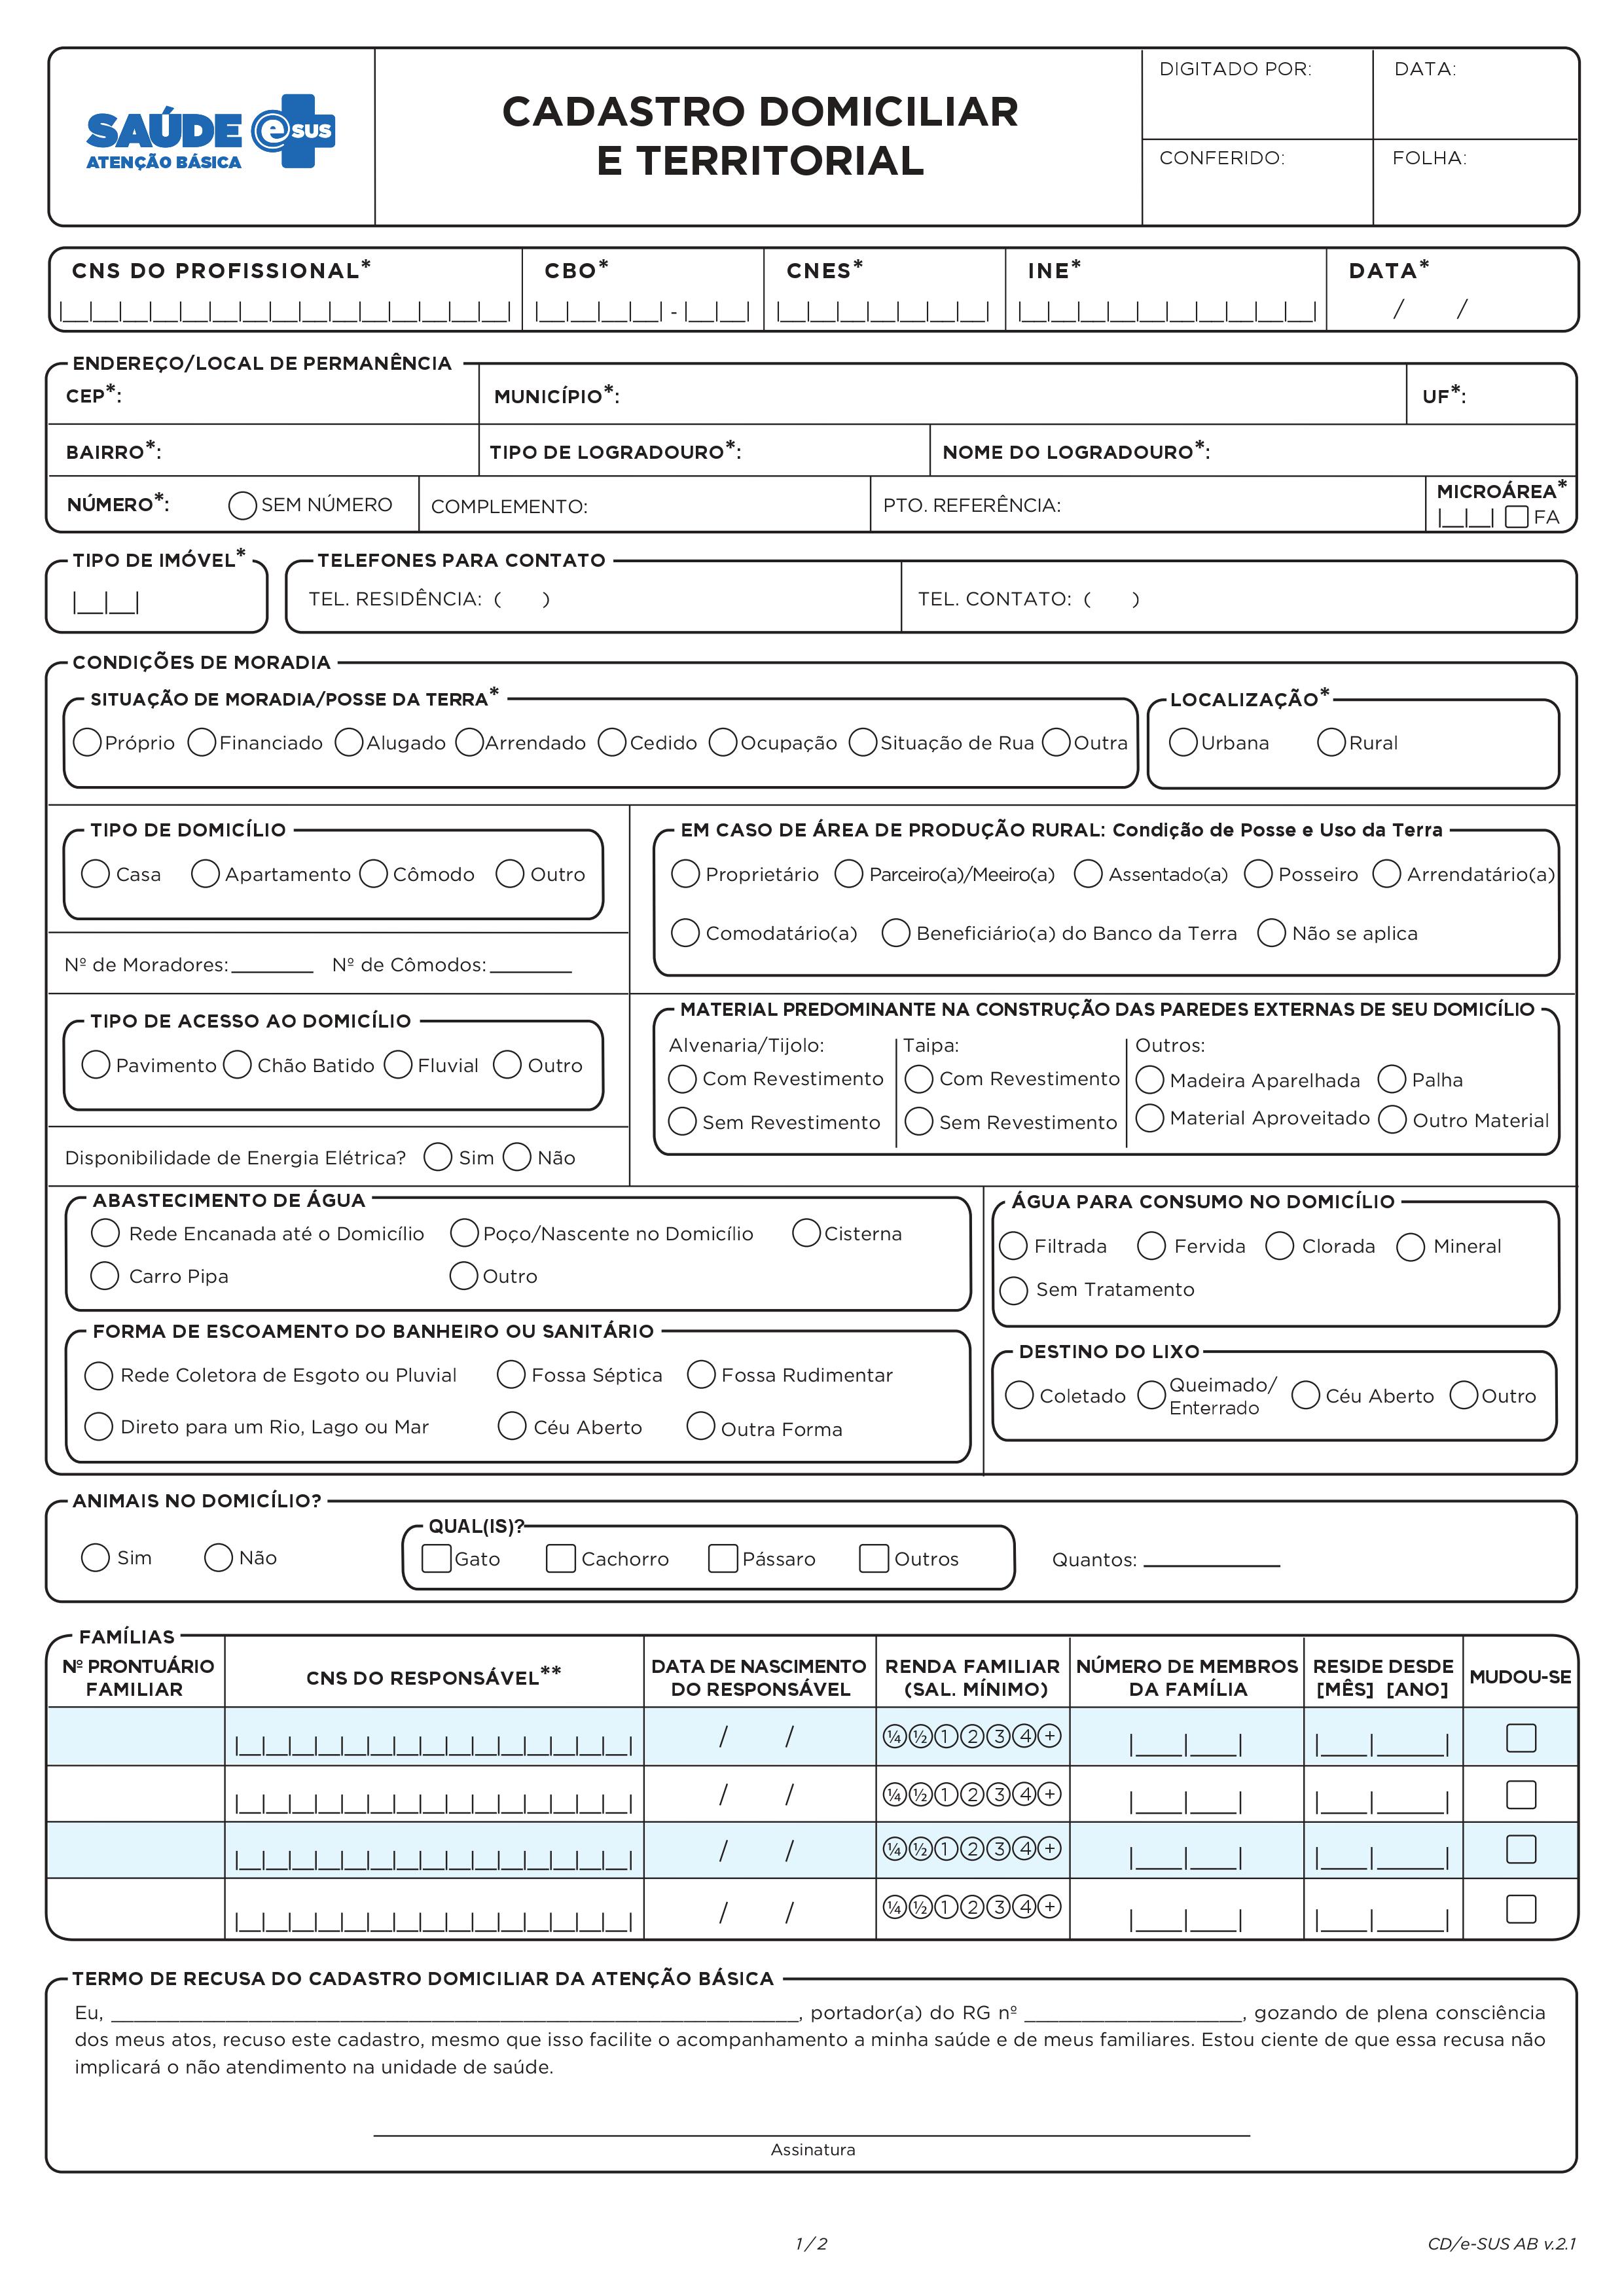 SAÚDE e SUS
ATENÇÃO BÁSICA
CADASTRO DOMICILIAR
E TERRITORIAL
DIGITADO POR:
DATA:
CONFERIDO:
FOLHA:
CNS DO PROFISSIONAL*
CBO*
CNES*
INE*
DATA*
-
/ /
ENDEREÇO/LOCAL DE PERMANÊNCIA
CEP*:
MUNICÍPIO*:
UF*:
BAIRRO*:
TIPO DE LOGRADOURO*:
NOME DO LOGRADOURO*:
NÚMERO*:
SEM NÚMERO
COMPLEMENTO:
PTO. REFERÊNCIA:
MICROÁREA*
FA
TIPO DE IMÓVEL*
TELEFONES PARA CONTATO
TEL. RESIDÊNCIA: ( )
TEL. CONTATO: ( )
CONDIÇÕES DE MORADIA
SITUAÇÃO DE MORADIA/POSSE DA TERRA*
Próprio Financiado Alugado Arrendado Cedido Ocupação Situação de Rua Outra
LOCALIZAÇÃO*
Urbana Rural
TIPO DE DOMICÍLIO
Casa Apartamento Cômodo Outro
Nº de Moradores:________ Nº de Cômodos:________
EM CASO DE ÁREA DE PRODUÇÃO RURAL: Condição de Posse e Uso da Terra
Proprietário Parceiro(a)/Meeiro(a) Assentado(a) Posseiro Arrendatário(a)
Comodatário(a) Beneficiário(a) do Banco da Terra Não se aplica
TIPO DE ACESSO AO DOMICÍLIO
Pavimento Chão Batido Fluvial Outro
Disponibilidade de Energia Elétrica? Sim Não
MATERIAL PREDOMINANTE NA CONSTRUÇÃO DAS PAREDES EXTERNAS DE SEU DOMICÍLIO
Alvenaria/Tijolo: Taipa: Outros:
Com Revestimento Com Revestimento Madeira Aparelhada Palha
Sem Revestimento Sem Revestimento Material Aproveitado Outro Material
ABASTECIMENTO DE ÁGUA
Rede Encanada até o Domicílio Poço/Nascente no Domicílio Cisterna
Carro Pipa Outro
ÁGUA PARA CONSUMO NO DOMICÍLIO
Filtrada Fervida Clorada Mineral
Sem Tratamento
FORMA DE ESCOAMENTO DO BANHEIRO OU SANITÁRIO
Rede Coletora de Esgoto ou Pluvial Fossa Séptica Fossa Rudimentar
Direto para um Rio, Lago ou Mar Céu Aberto Outra Forma
DESTINO DO LIXO
Coletado Queimado/
Enterrado Céu Aberto Outro
ANIMAIS NO DOMICÍLIO?
Sim Não
QUAL(IS)?
Gato Cachorro Pássaro Outros
Quantos: ____________
FAMÍLIAS
Nº PRONTUÁRIO
FAMILIAR
CNS DO RESPONSÁVEL**
DATA DE NASCIMENTO
DO RESPONSÁVEL
RENDA FAMILIAR
(SAL. MÍNIMO)
NÚMERO DE MEMBROS
DA FAMÍLIA
RESIDE DESDE
[MÊS] [ANO]
MUDOU-SE
/ / ¼ ½ 1 2 3 4 +
/ / ¼ ½ 1 2 3 4 +
/ / ¼ ½ 1 2 3 4 +
/ / ¼ ½ 1 2 3 4 +
TERMO DE RECUSA DO CADASTRO DOMICILIAR DA ATENÇÃO BÁSICA
Eu, ____________________________________________________________, portador(a) do RG nº ___________________, gozando de plena consciência
dos meus atos, recuso este cadastro, mesmo que isso facilite o acompanhamento a minha saúde e de meus familiares. Estou ciente de que essa recusa não
implicará o não atendimento na unidade de saúde.
Assinatura
1 / 2
CD/e-SUS AB v.2.1